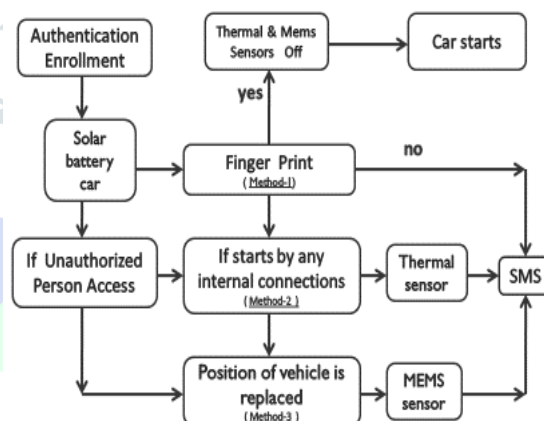 Authentication
Enrollment
Thermal & Mems
Sensors Off
Car starts
yes
Solar
battery
car
Finger Print
( Method-1)
no
If Unauthorized
Person Access
If starts by any
internal connections
( Method-2 )
Thermal
sensor
SMS
Position of vehicle is
replaced
( Method-3 )
MEMS
sensor